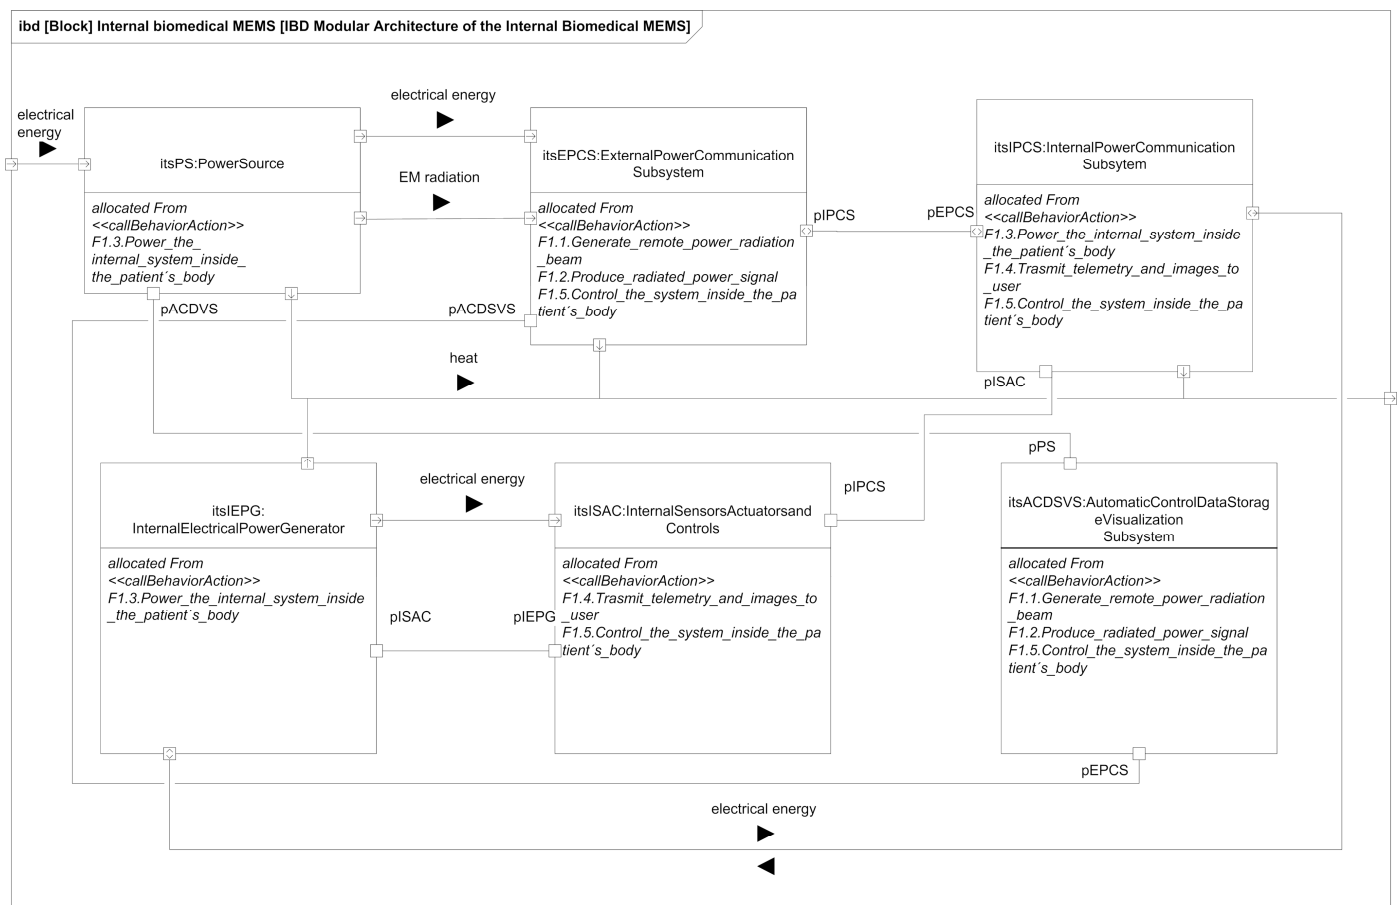 ibd [Block] Internal biomedical MEMS [IBD Modular Architecture of the Internal Biomedical MEMS]
electrical
energy
itsPS:PowerSource
allocated From
<<callBehaviorAction>>
F1.3.Power_the_
internal_system_inside_
the_patient´s_body
electrical energy
EM radiation
itsEPCS:ExternalPowerCommunication
Subsystem
allocated From
<<callBehaviorAction>>
F1.1.Generate_remote_power_radiation
_beam
F1.2.Produce_radiated_power_signal
F1.5.Control_the_system_inside_the_pa
tient´s_body
pIPCS
pEPCS
itsIPCS:InternalPowerCommunication
Subsytem
allocated From
<<callBehaviorAction>>
F1.3.Power_the_internal_system_inside
_the_patient´s_body
F1.4.Trasmit_telemetry_and_images_to
_user
F1.5.Control_the_system_inside_the_pa
tient´s_body
pACDVS
pACDSVS
heat
pISAC
pPS
itsIEPG:
InternalElectricalPowerGenerator
allocated From
<<callBehaviorAction>>
F1.3.Power_the_internal_system_inside
_the_patient´s_body
electrical energy
pISAC
pIEPG
itsISAC:InternalSensorsActuatorsand
Controls
allocated From
<<callBehaviorAction>>
F1.4.Trasmit_telemetry_and_images_to
_user
F1.5.Control_the_system_inside_the_pa
tient´s_body
pIPCS
itsACDSVS:AutomaticControlDataStorag
eVisualization
Subsystem
allocated From
<<callBehaviorAction>>
F1.1.Generate_remote_power_radiation
_beam
F1.2.Produce_radiated_power_signal
F1.5.Control_the_system_inside_the_pa
tient´s_body
pEPCS
electrical energy